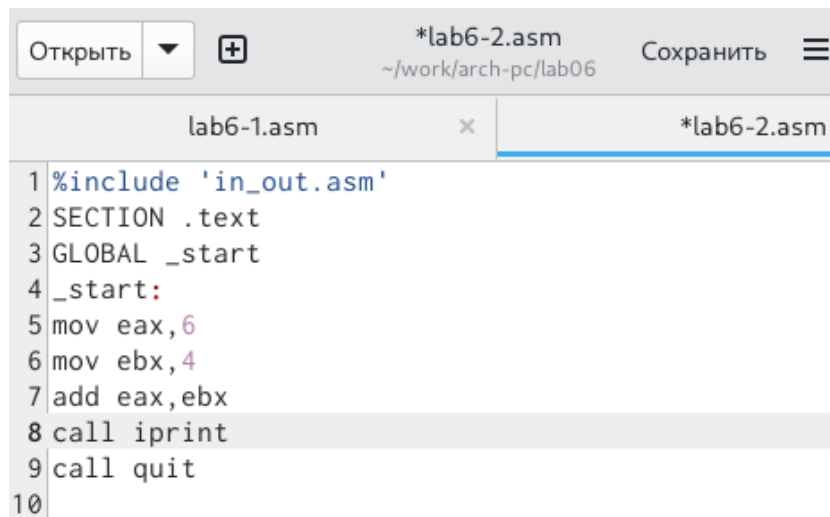 Открыть
*lab6-2.asm
~/work/arch-pc/lab06
Сохранить
lab6-1.asm ×
*lab6-2.asm
1 %include 'in_out.asm'
2 SECTION .text
3 GLOBAL _start
4 _start:
5 mov eax,6
6 mov ebx,4
7 add eax,ebx
8 call iprint
9 call quit
10